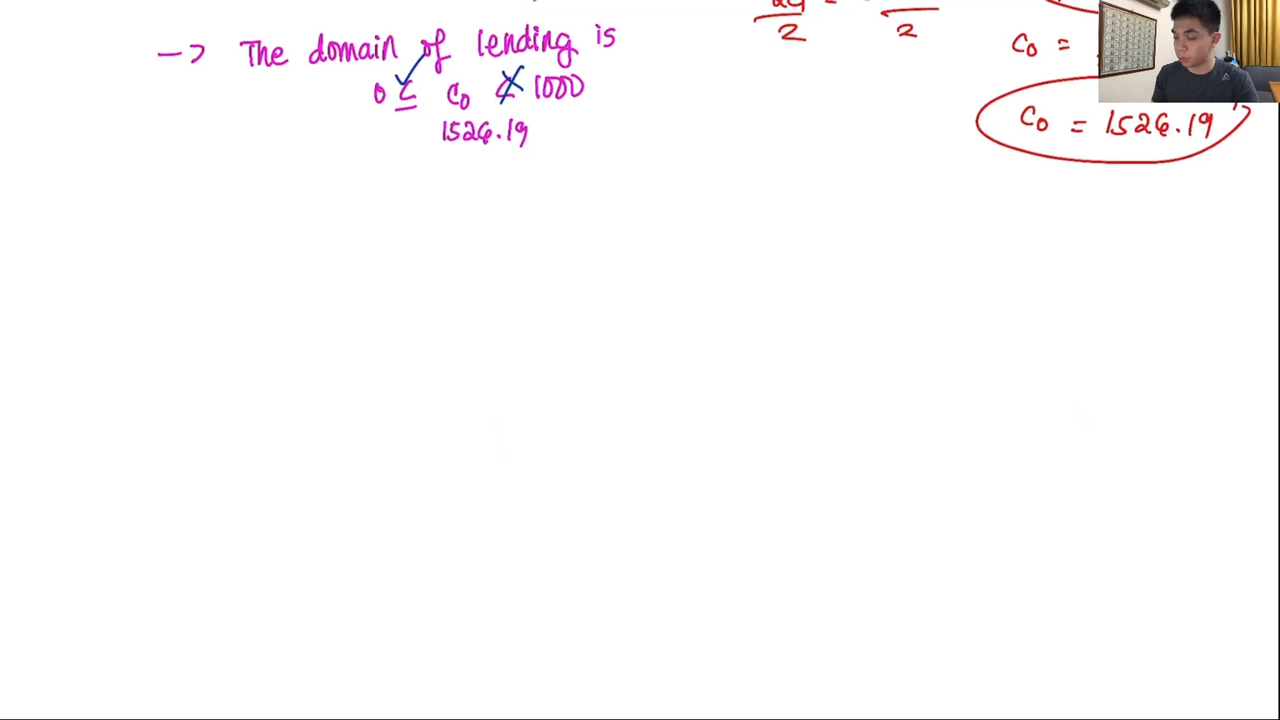 -> The domain of lending is
0 ≤ C₀ < 1000
1526.19
2 2
C₀ =
C₀ = 1526.19